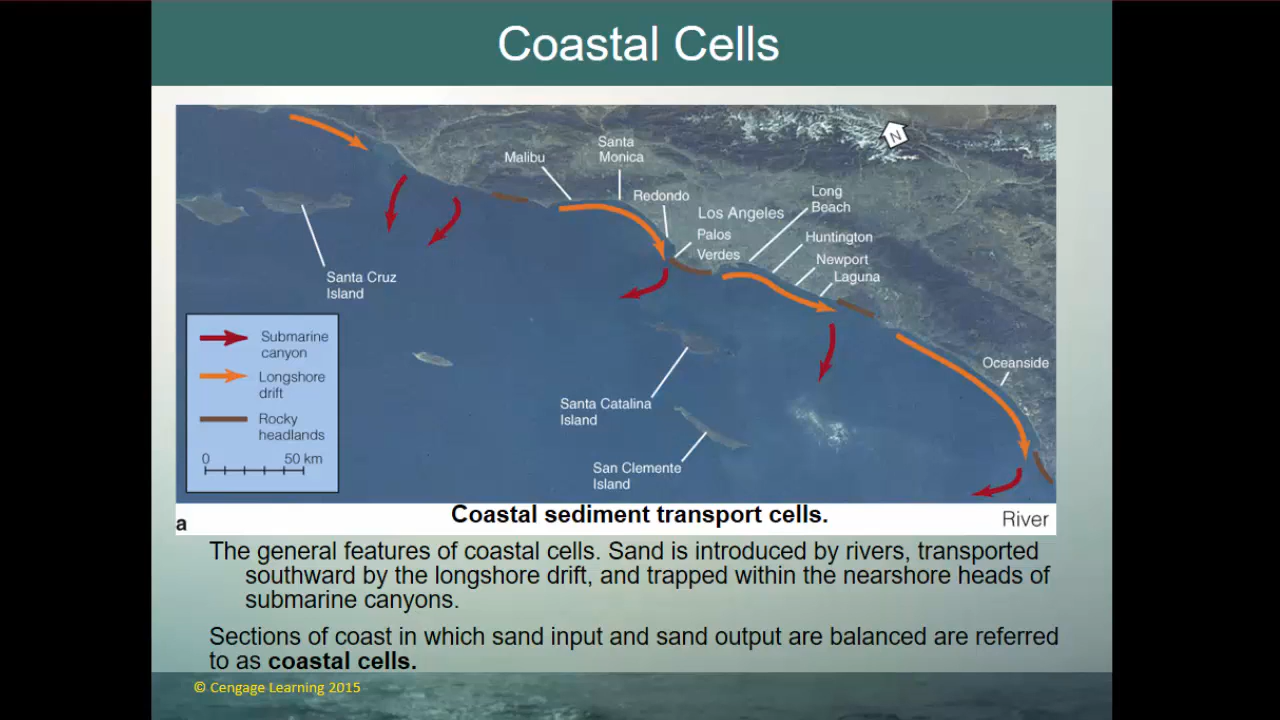 Coastal Cells
N
Santa
Monica
Malibu
Redondo
Long
Beach
Los Angeles
Palos
Verdes
Huntington
Newport
Laguna
Santa Cruz
Island
Submarine
canyon
Longshore
drift
Rocky
headlands
0 50 km
Oceanside
Santa Catalina
Island
San Clemente
Island
a
Coastal sediment transport cells.
River
The general features of coastal cells. Sand is introduced by rivers, transported
southward by the longshore drift, and trapped within the nearshore heads of
submarine canyons.
Sections of coast in which sand input and sand output are balanced are referred
to as coastal cells.
© Cengage Learning 2015